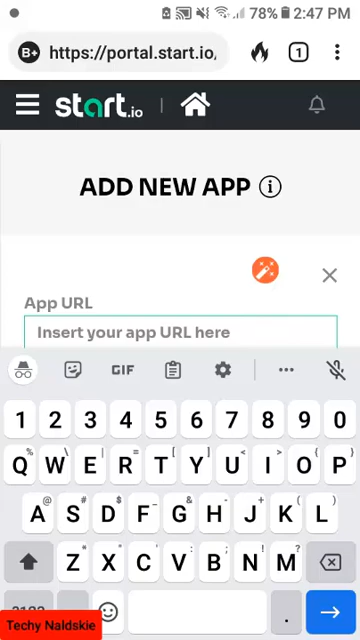 78% 2:47 PM
B+ https://portal.start.io/ 1
start.io
ADD NEW APP
App URL
Insert your app URL here
GIF
1 2 3 4 5 6 7 8 9 0
Q W E R T Y U I O P
A S D F G H J K L
Z X C V B N M
.
Techy Naldskie